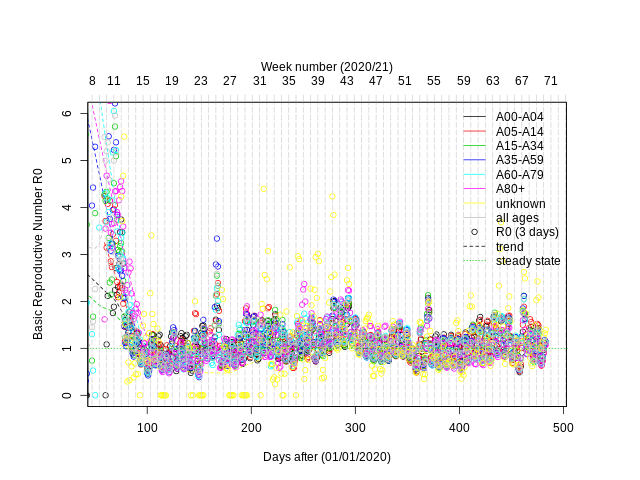 Week number (2020/21)
8 11 15 19 23 27 31 35 39 43 47 51 55 59 63 67 71
Basic Reproductive Number R0
6
5
4
3
2
1
0
A00-A04
A05-A14
A15-A34
A35-A59
A60-A79
A80+
unknown
all ages
R0 (3 days)
trend
steady state
100 200 300 400 500
Days after (01/01/2020)